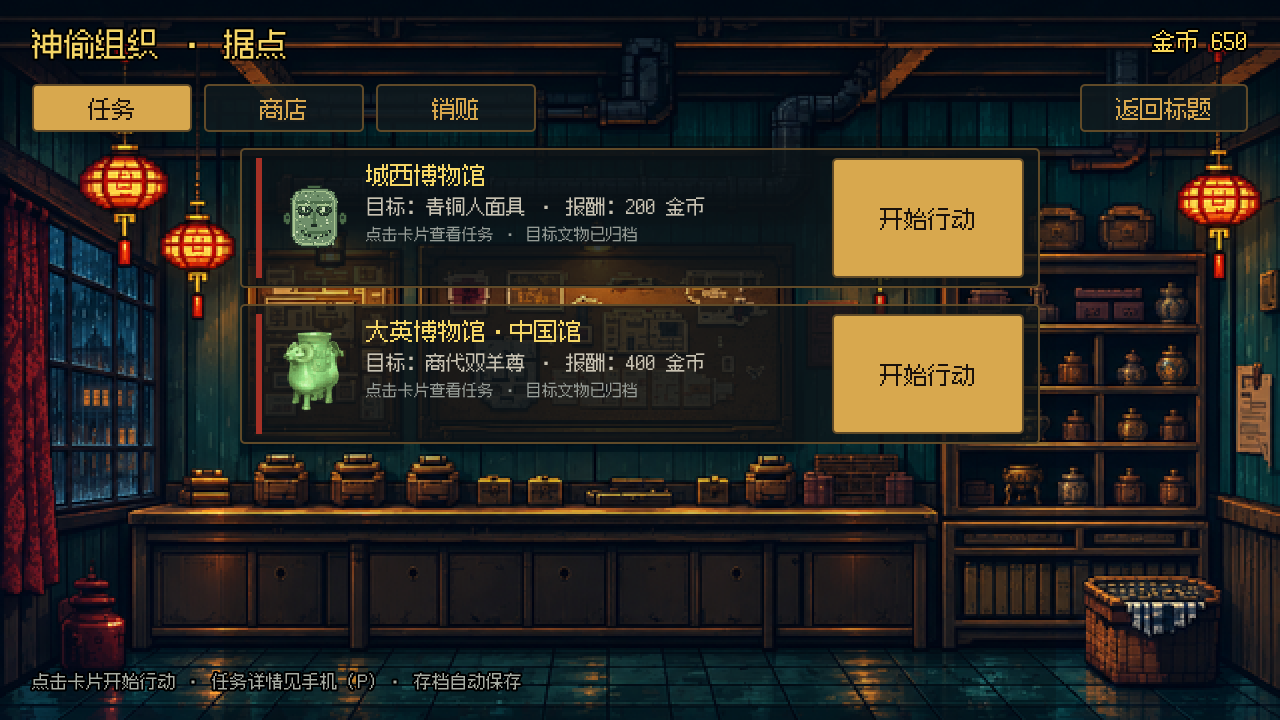 神偷组织 · 据点
金币 650
任务
商店
销赃
返回标题
城西博物馆
目标: 青铜人面具 · 报酬: 200 金币
点击卡片查看任务 · 目标文物已归档
开始行动
大英博物馆·中国馆
目标: 商代双羊尊 · 报酬: 400 金币
点击卡片查看任务 · 目标文物已归档
开始行动
点击卡片开始行动 · 任务详情见手机 (P) · 存档自动保存